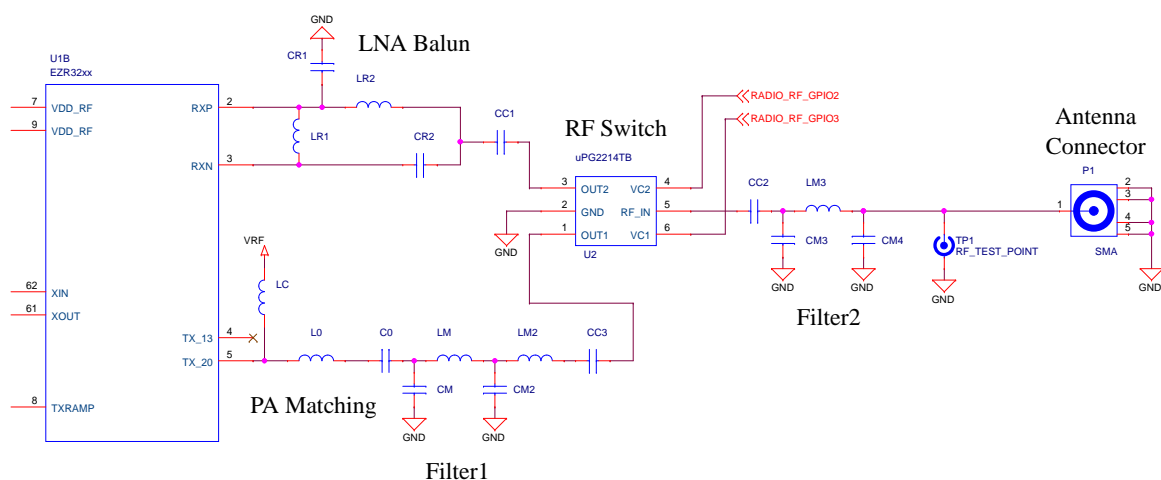 GND
LNA Balun
U1B
EZR32xx
CR1
LR2
7
VDD_RF
RXP
2
RADIO_RF_GPIO2
9
VDD_RF
LR1
CR2
CC1
RF Switch
RADIO_RF_GPIO3
Antenna
Connector
RXN
3
uPG2214TB
P1
3
OUT2
VC2
4
2
GND
RF_IN
5
1
OUT1
VC1
6
U2
GND
CC2
LM3
CM3
CM4
GND
GND
TP1
RF_TEST_POINT
GND
1
2
3
4
5
SMA
GND
Filter2
VRF
LC
62
XIN
61
XOUT
TX_13
4
TX_20
5
L0
C0
LM
LM2
CC3
CM
CM2
8
TXRAMP
PA Matching
GND
GND
Filter1